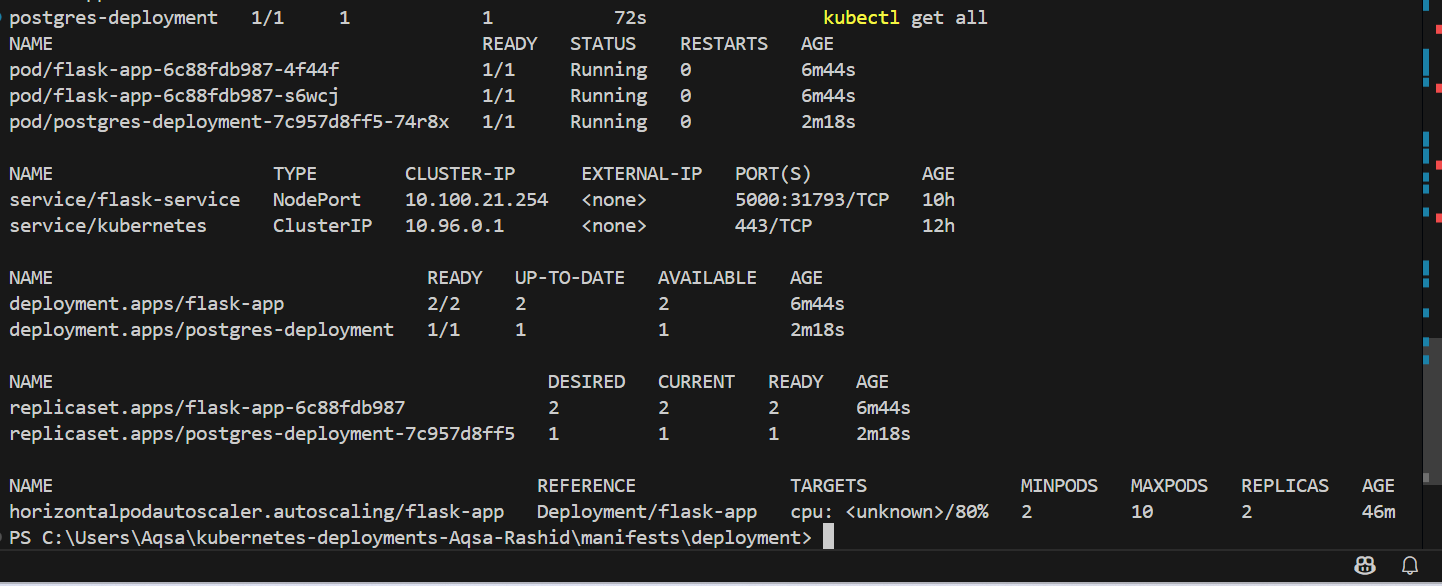 postgres-deployment   1/1     1            1           72s                kubectl get all
NAME                                       READY   STATUS    RESTARTS   AGE
pod/flask-app-6c88fdb987-4f44f             1/1     Running   0          6m44s
pod/flask-app-6c88fdb987-s6wcj             1/1     Running   0          6m44s
pod/postgres-deployment-7c957d8ff5-74r8x   1/1     Running   0          2m18s
NAME                    TYPE        CLUSTER-IP      EXTERNAL-IP   PORT(S)          AGE
service/flask-service   NodePort    10.100.21.254   <none>        5000:31793/TCP   10h
service/kubernetes      ClusterIP   10.96.0.1       <none>        443/TCP          12h
NAME                                  READY   UP-TO-DATE   AVAILABLE   AGE
deployment.apps/flask-app             2/2     2            2           6m44s
deployment.apps/postgres-deployment   1/1     1            1           2m18s
NAME                                             DESIRED   CURRENT   READY   AGE
replicaset.apps/flask-app-6c88fdb987             2         2         2       6m44s
replicaset.apps/postgres-deployment-7c957d8ff5   1         1         1       2m18s
NAME                                            REFERENCE              TARGETS              MINPODS   MAXPODS   REPLICAS   AGE
horizontalpodautoscaler.autoscaling/flask-app   Deployment/flask-app   cpu: <unknown>/80%   2         10        2          46m
PS C:\Users\Aqsa\kubernetes-deployments-Aqsa-Rashid\manifests\deployment>